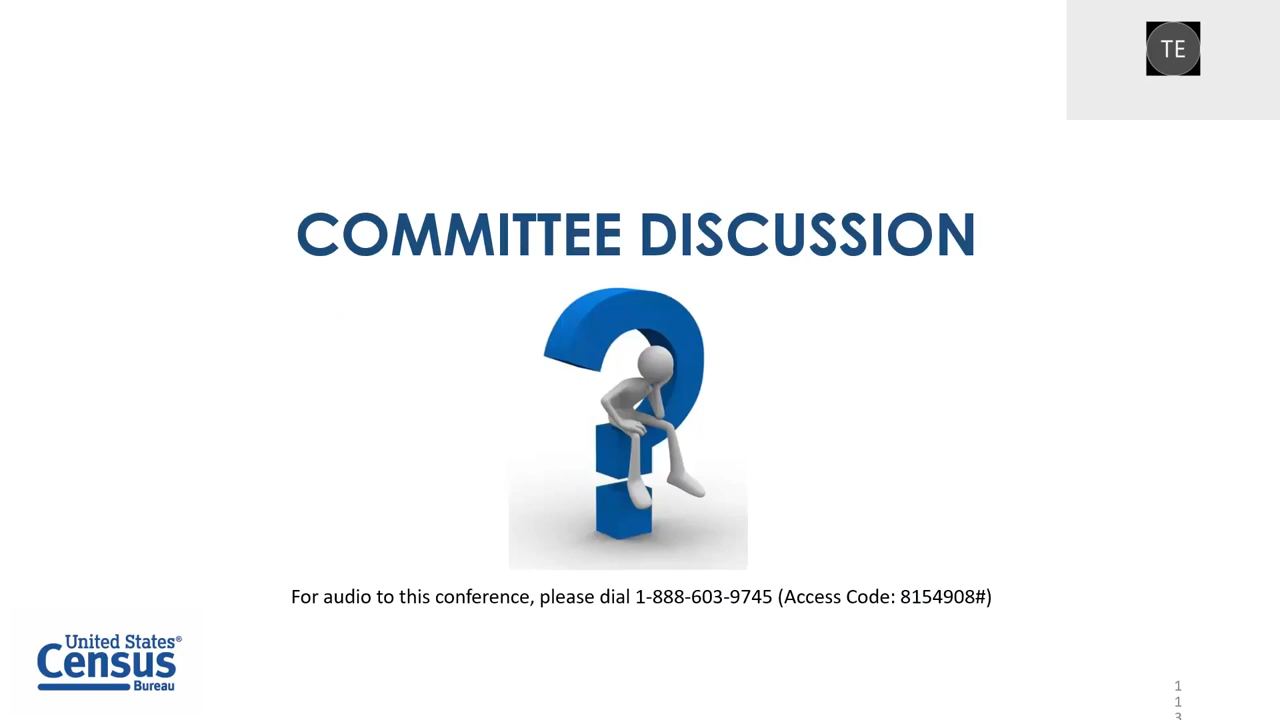 TE
COMMITTEE DISCUSSION
For audio to this conference, please dial 1-888-603-9745 (Access Code: 8154908#)
United States®
Census
Bureau
1
1
3